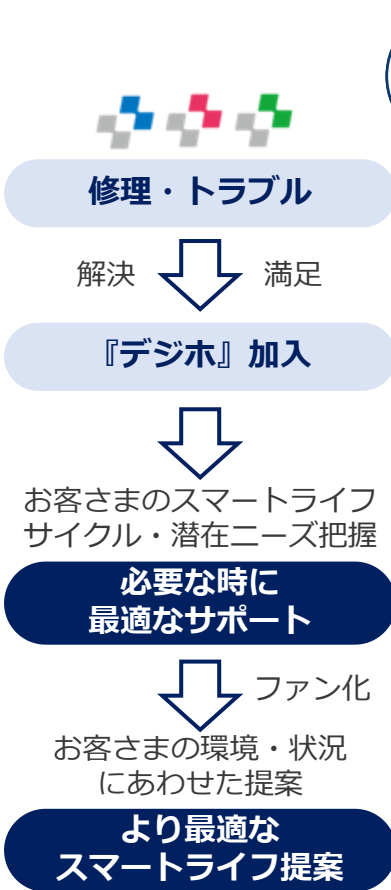 修理・トラブル
解決 満足
『デジホ』加入
お客さまのスマートライフ
サイクル・潜在ニーズ把握
必要な時に
最適なサポート
ファン化
お客さまの環境・状況
にあわせた提案
より最適な
スマートライフ提案